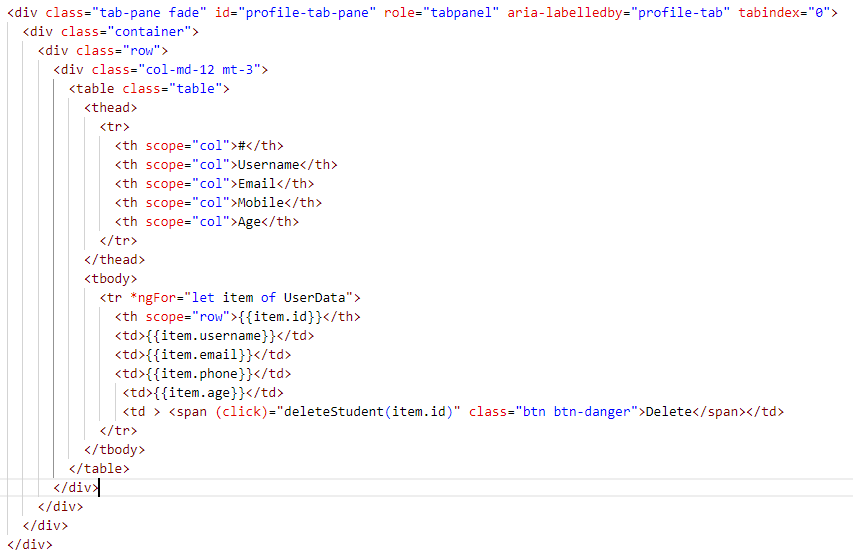 <div class="tab-pane fade" id="profile-tab-pane" role="tabpanel" aria-labelledby="profile-tab" tabindex="0">
  <div class="container">
    <div class="row">
      <div class="col-md-12 mt-3">
        <table class="table">
          <thead>
            <tr>
              <th scope="col">#</th>
              <th scope="col">Username</th>
              <th scope="col">Email</th>
              <th scope="col">Mobile</th>
              <th scope="col">Age</th>
            </tr>
          </thead>
          <tbody>
            <tr *ngFor="let item of UserData">
              <th scope="row">{{item.id}}</th>
              <td>{{item.username}}</td>
              <td>{{item.email}}</td>
              <td>{{item.phone}}</td>
               <td>{{item.age}}</td>
               <td > <span (click)="deleteStudent(item.id)" class="btn btn-danger">Delete</span></td>
            </tr>
          </tbody>
        </table>
      </div>
    </div>
  </div>
</div>